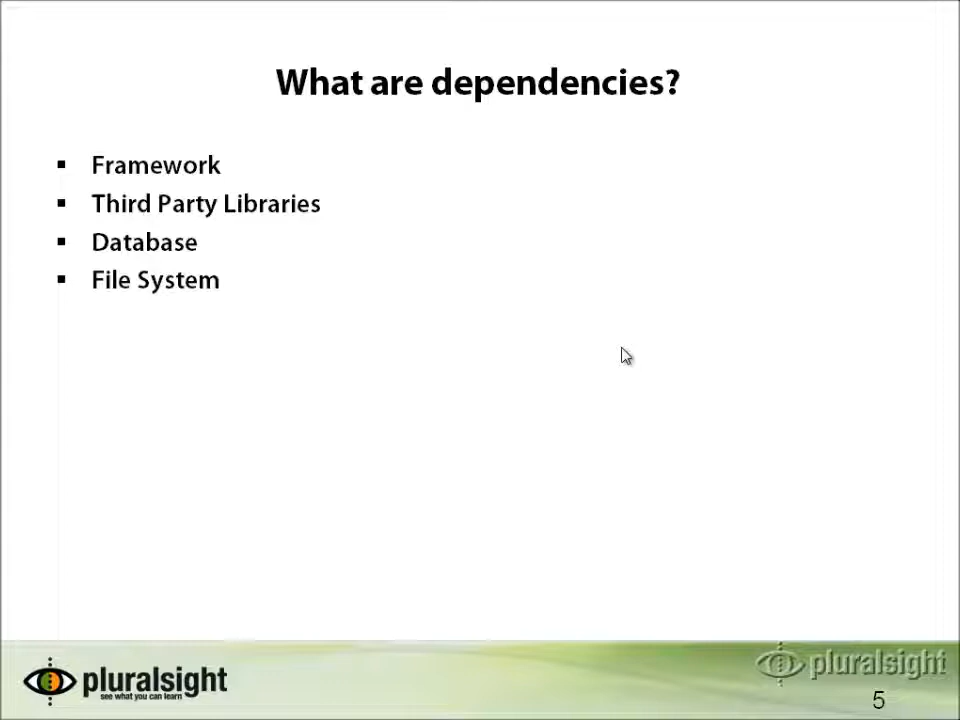 What are dependencies?
▪ Framework
▪ Third Party Libraries
▪ Database
▪ File System
pluralsight
see what you can learn
pluralsight
5